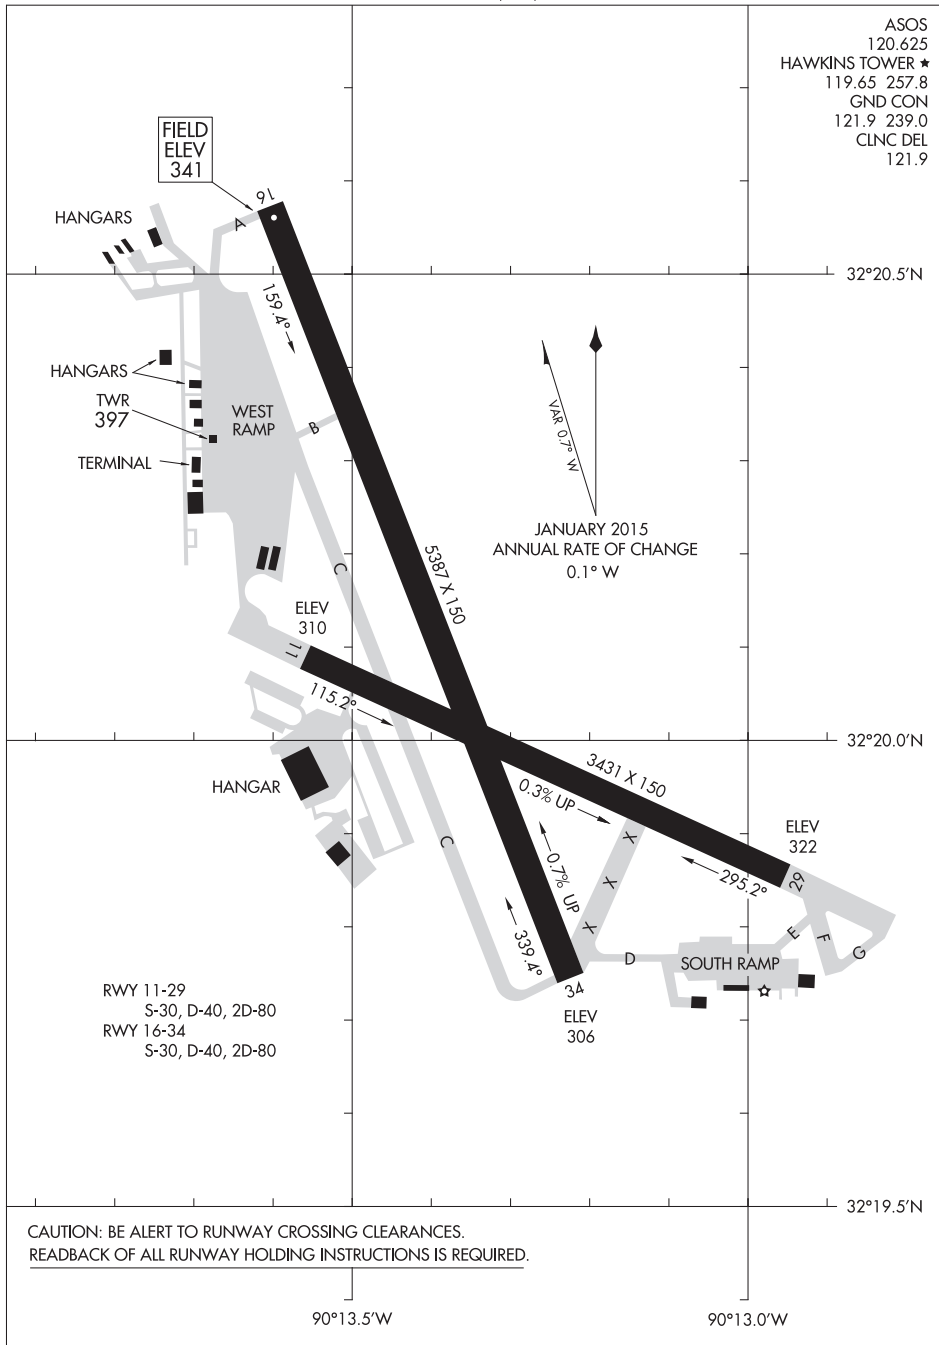 ASOS
120.625
HAWKINS TOWER ★
119.65 257.8
GND CON
121.9 239.0
CLNC DEL
121.9
FIELD
ELEV
341
16
A
HANGARS
32°20.5'N
159.4°
HANGARS
TWR
397
WEST
RAMP
B
TERMINAL
VAR 0.7° W
JANUARY 2015
ANNUAL RATE OF CHANGE
0.1° W
5387 X 150
C
ELEV
310
11
115.2°
32°20.0'N
HANGAR
3431 X 150
0.3% UP
ELEV
322
C
X
X
X
0.7% UP
295.2°
29
339.4°
E
F
G
D
SOUTH RAMP
34
ELEV
306
RWY 11-29
S-30, D-40, 2D-80
RWY 16-34
S-30, D-40, 2D-80
32°19.5'N
CAUTION: BE ALERT TO RUNWAY CROSSING CLEARANCES.
READBACK OF ALL RUNWAY HOLDING INSTRUCTIONS IS REQUIRED.
90°13.5'W
90°13.0'W